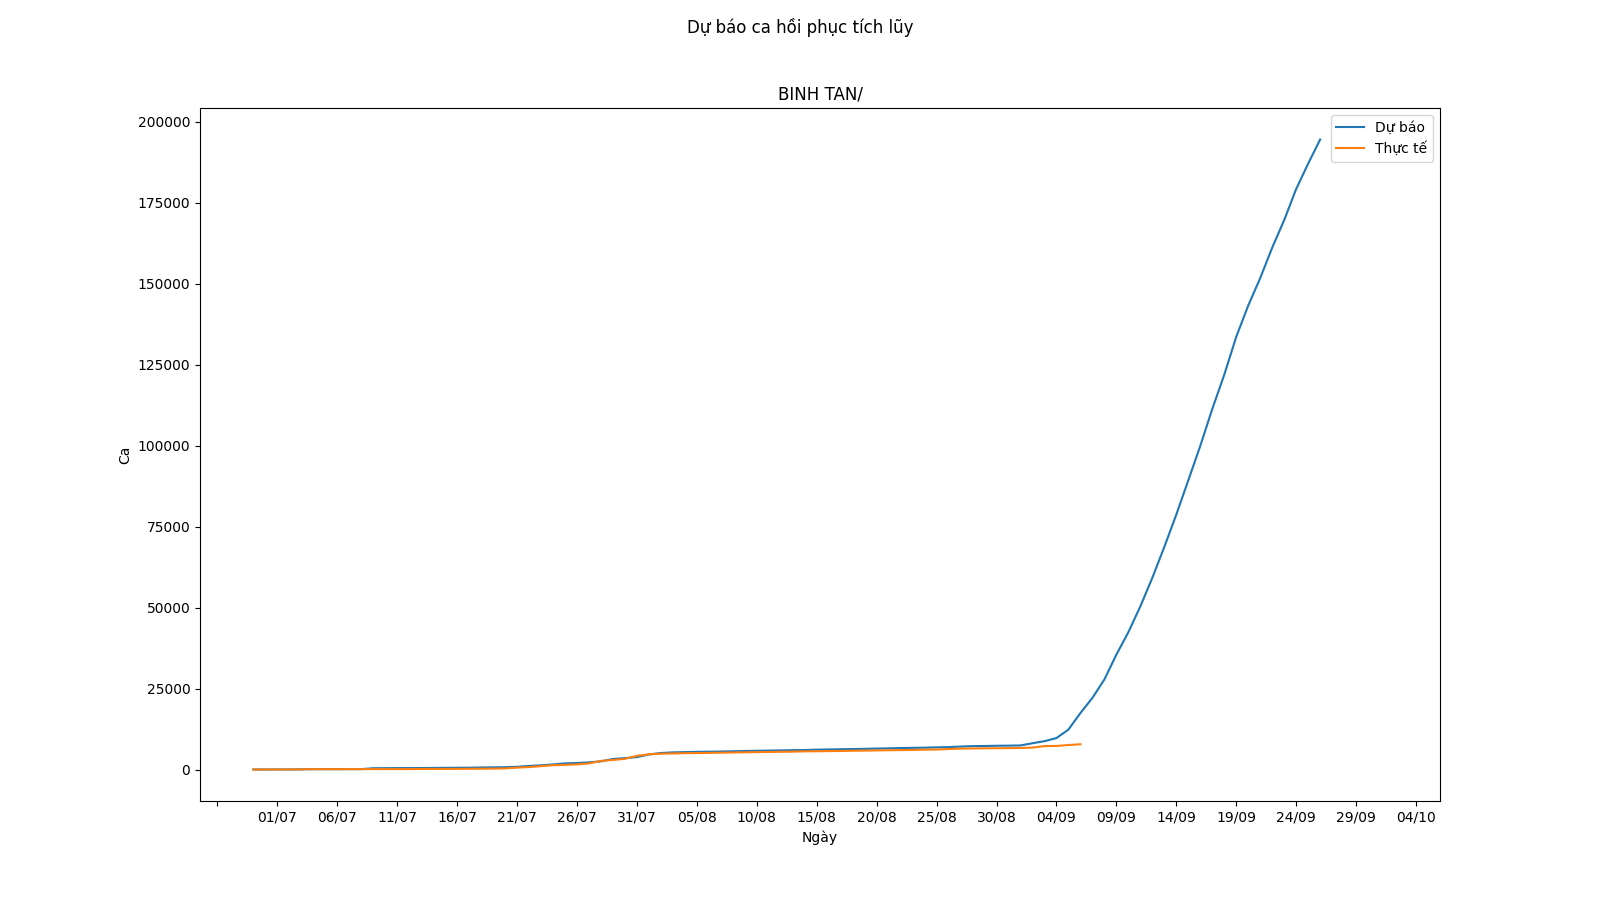 Dự báo ca hồi phục tích lũy
BINH TAN/
Dự báo
Thực tế
200000
175000
150000
125000
100000
75000
50000
25000
0
Ca
01/07 06/07 11/07 16/07 21/07 26/07 31/07 05/08 10/08 15/08 20/08 25/08 30/08 04/09 09/09 14/09 19/09 24/09 29/09 04/10
Ngày